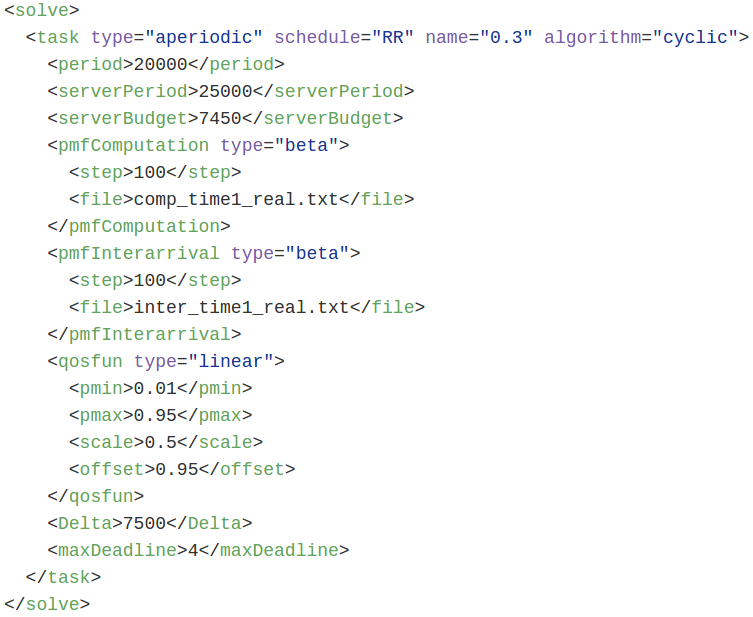 <solve>
  <task type="aperiodic" schedule="RR" name="0.3" algorithm="cyclic">
    <period>20000</period>
    <serverPeriod>25000</serverPeriod>
    <serverBudget>7450</serverBudget>
    <pmfComputation type="beta">
      <step>100</step>
      <file>comp_time1_real.txt</file>
    </pmfComputation>
    <pmfInterarrival type="beta">
      <step>100</step>
      <file>inter_time1_real.txt</file>
    </pmfInterarrival>
    <qosfun type="linear">
      <pmin>0.01</pmin>
      <pmax>0.95</pmax>
      <scale>0.5</scale>
      <offset>0.95</offset>
    </qosfun>
    <Delta>7500</Delta>
    <maxDeadline>4</maxDeadline>
  </task>
</solve>